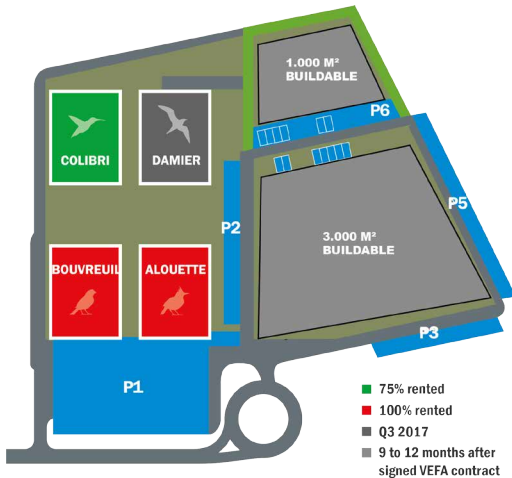 1.000 M²
BUILDABLE
P6
COLIBRI
DAMIER
P5
P2
3.000 M²
BUILDABLE
BOUVREUIL
ALOUETTE
P3
P1
75% rented
100% rented
Q3 2017
9 to 12 months after
signed VEFA contract